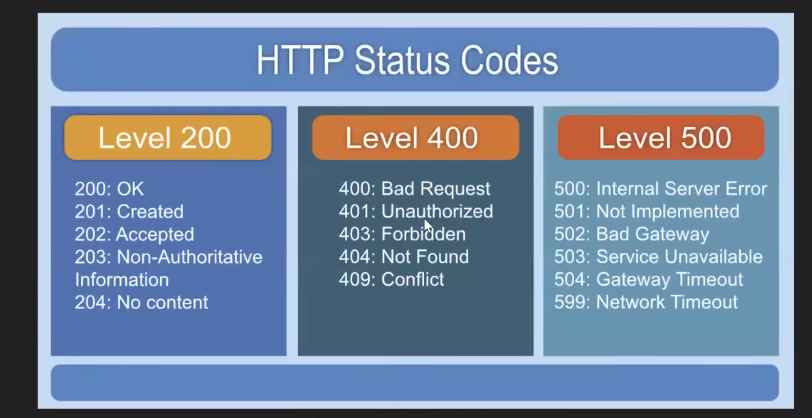 HTTP Status Codes
Level 200
200: OK
201: Created
202: Accepted
203: Non-Authoritative
Information
204: No content
Level 400
400: Bad Request
401: Unauthorized
403: Forbidden
404: Not Found
409: Conflict
Level 500
500: Internal Server Error
501: Not Implemented
502: Bad Gateway
503: Service Unavailable
504: Gateway Timeout
599: Network Timeout